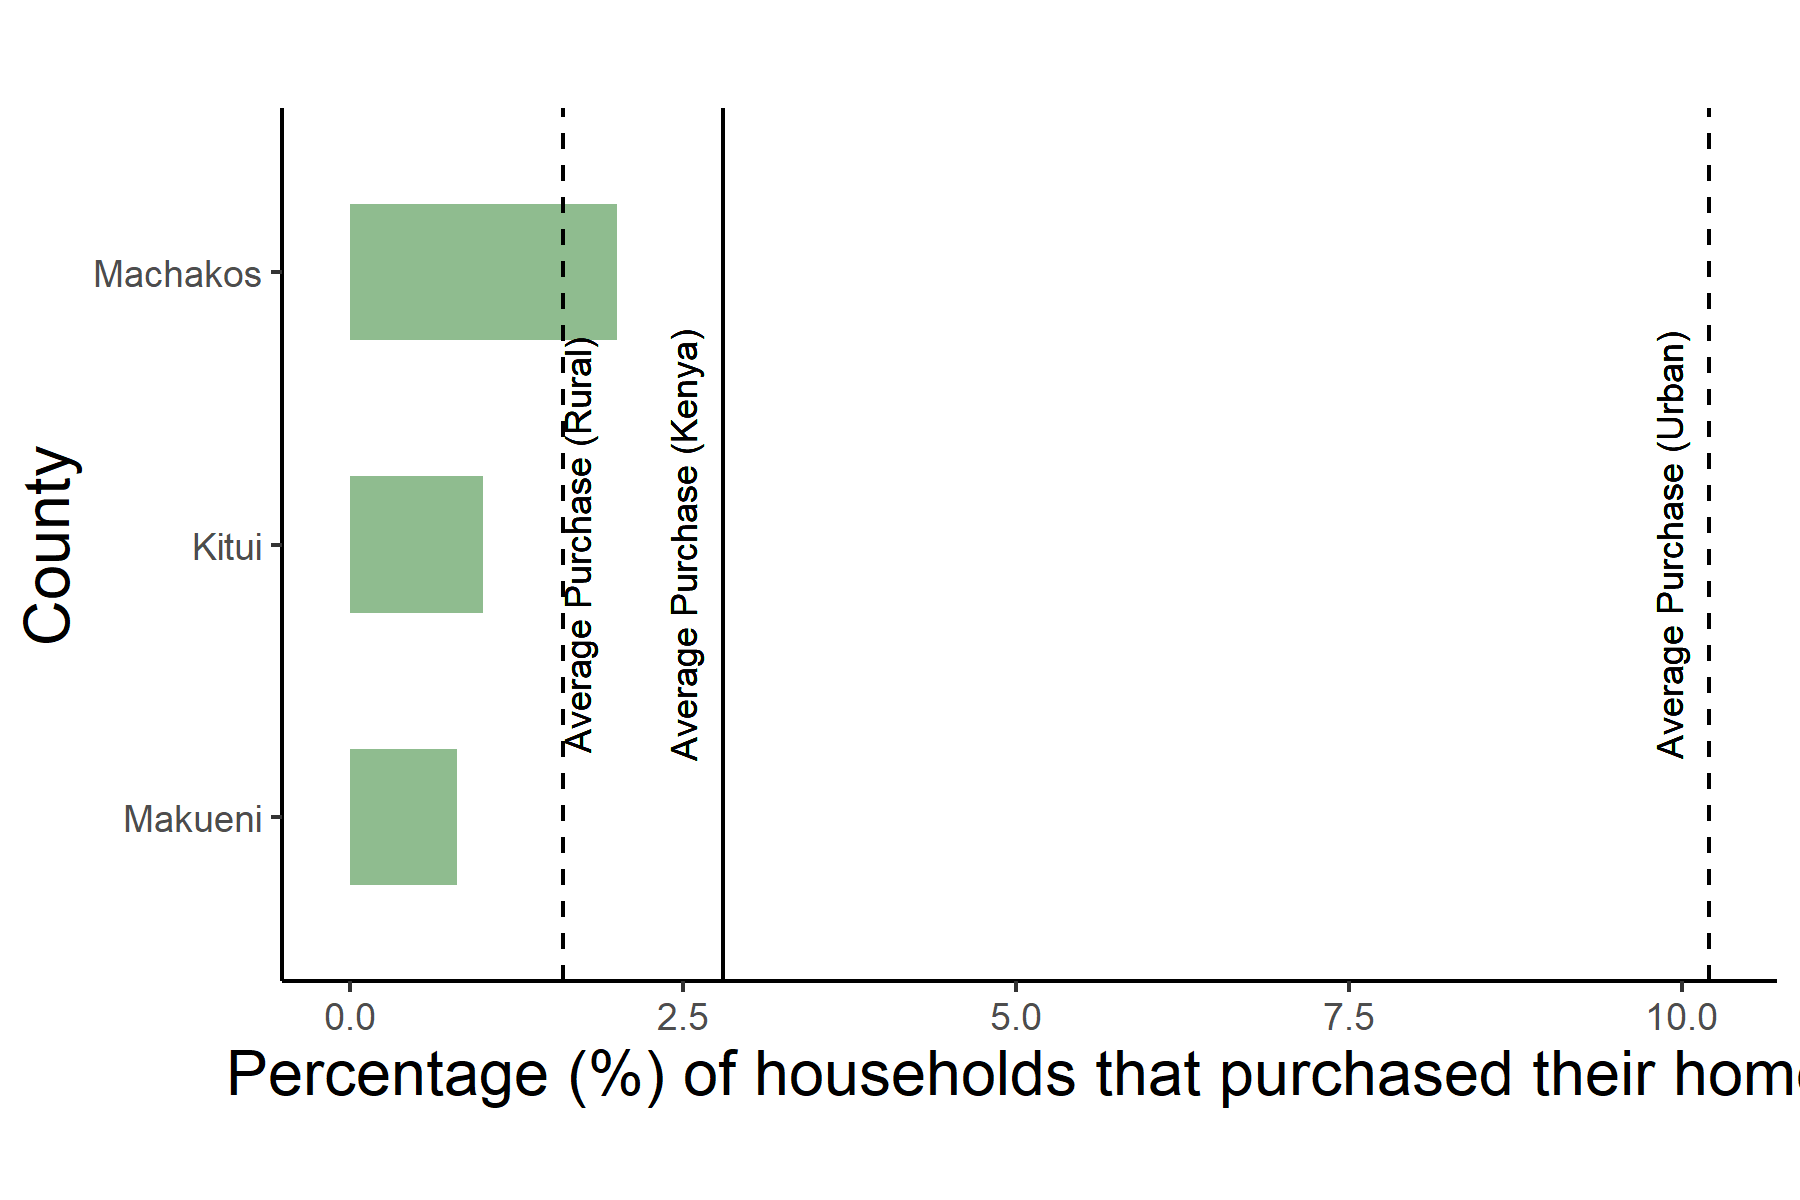 County
Machakos
Kitui
Makueni
Average Purchase (Rural)
Average Purchase (Kenya)
Average Purchase (Urban)
0.0 2.5 5.0 7.5 10.0
Percentage (%) of households that purchased their